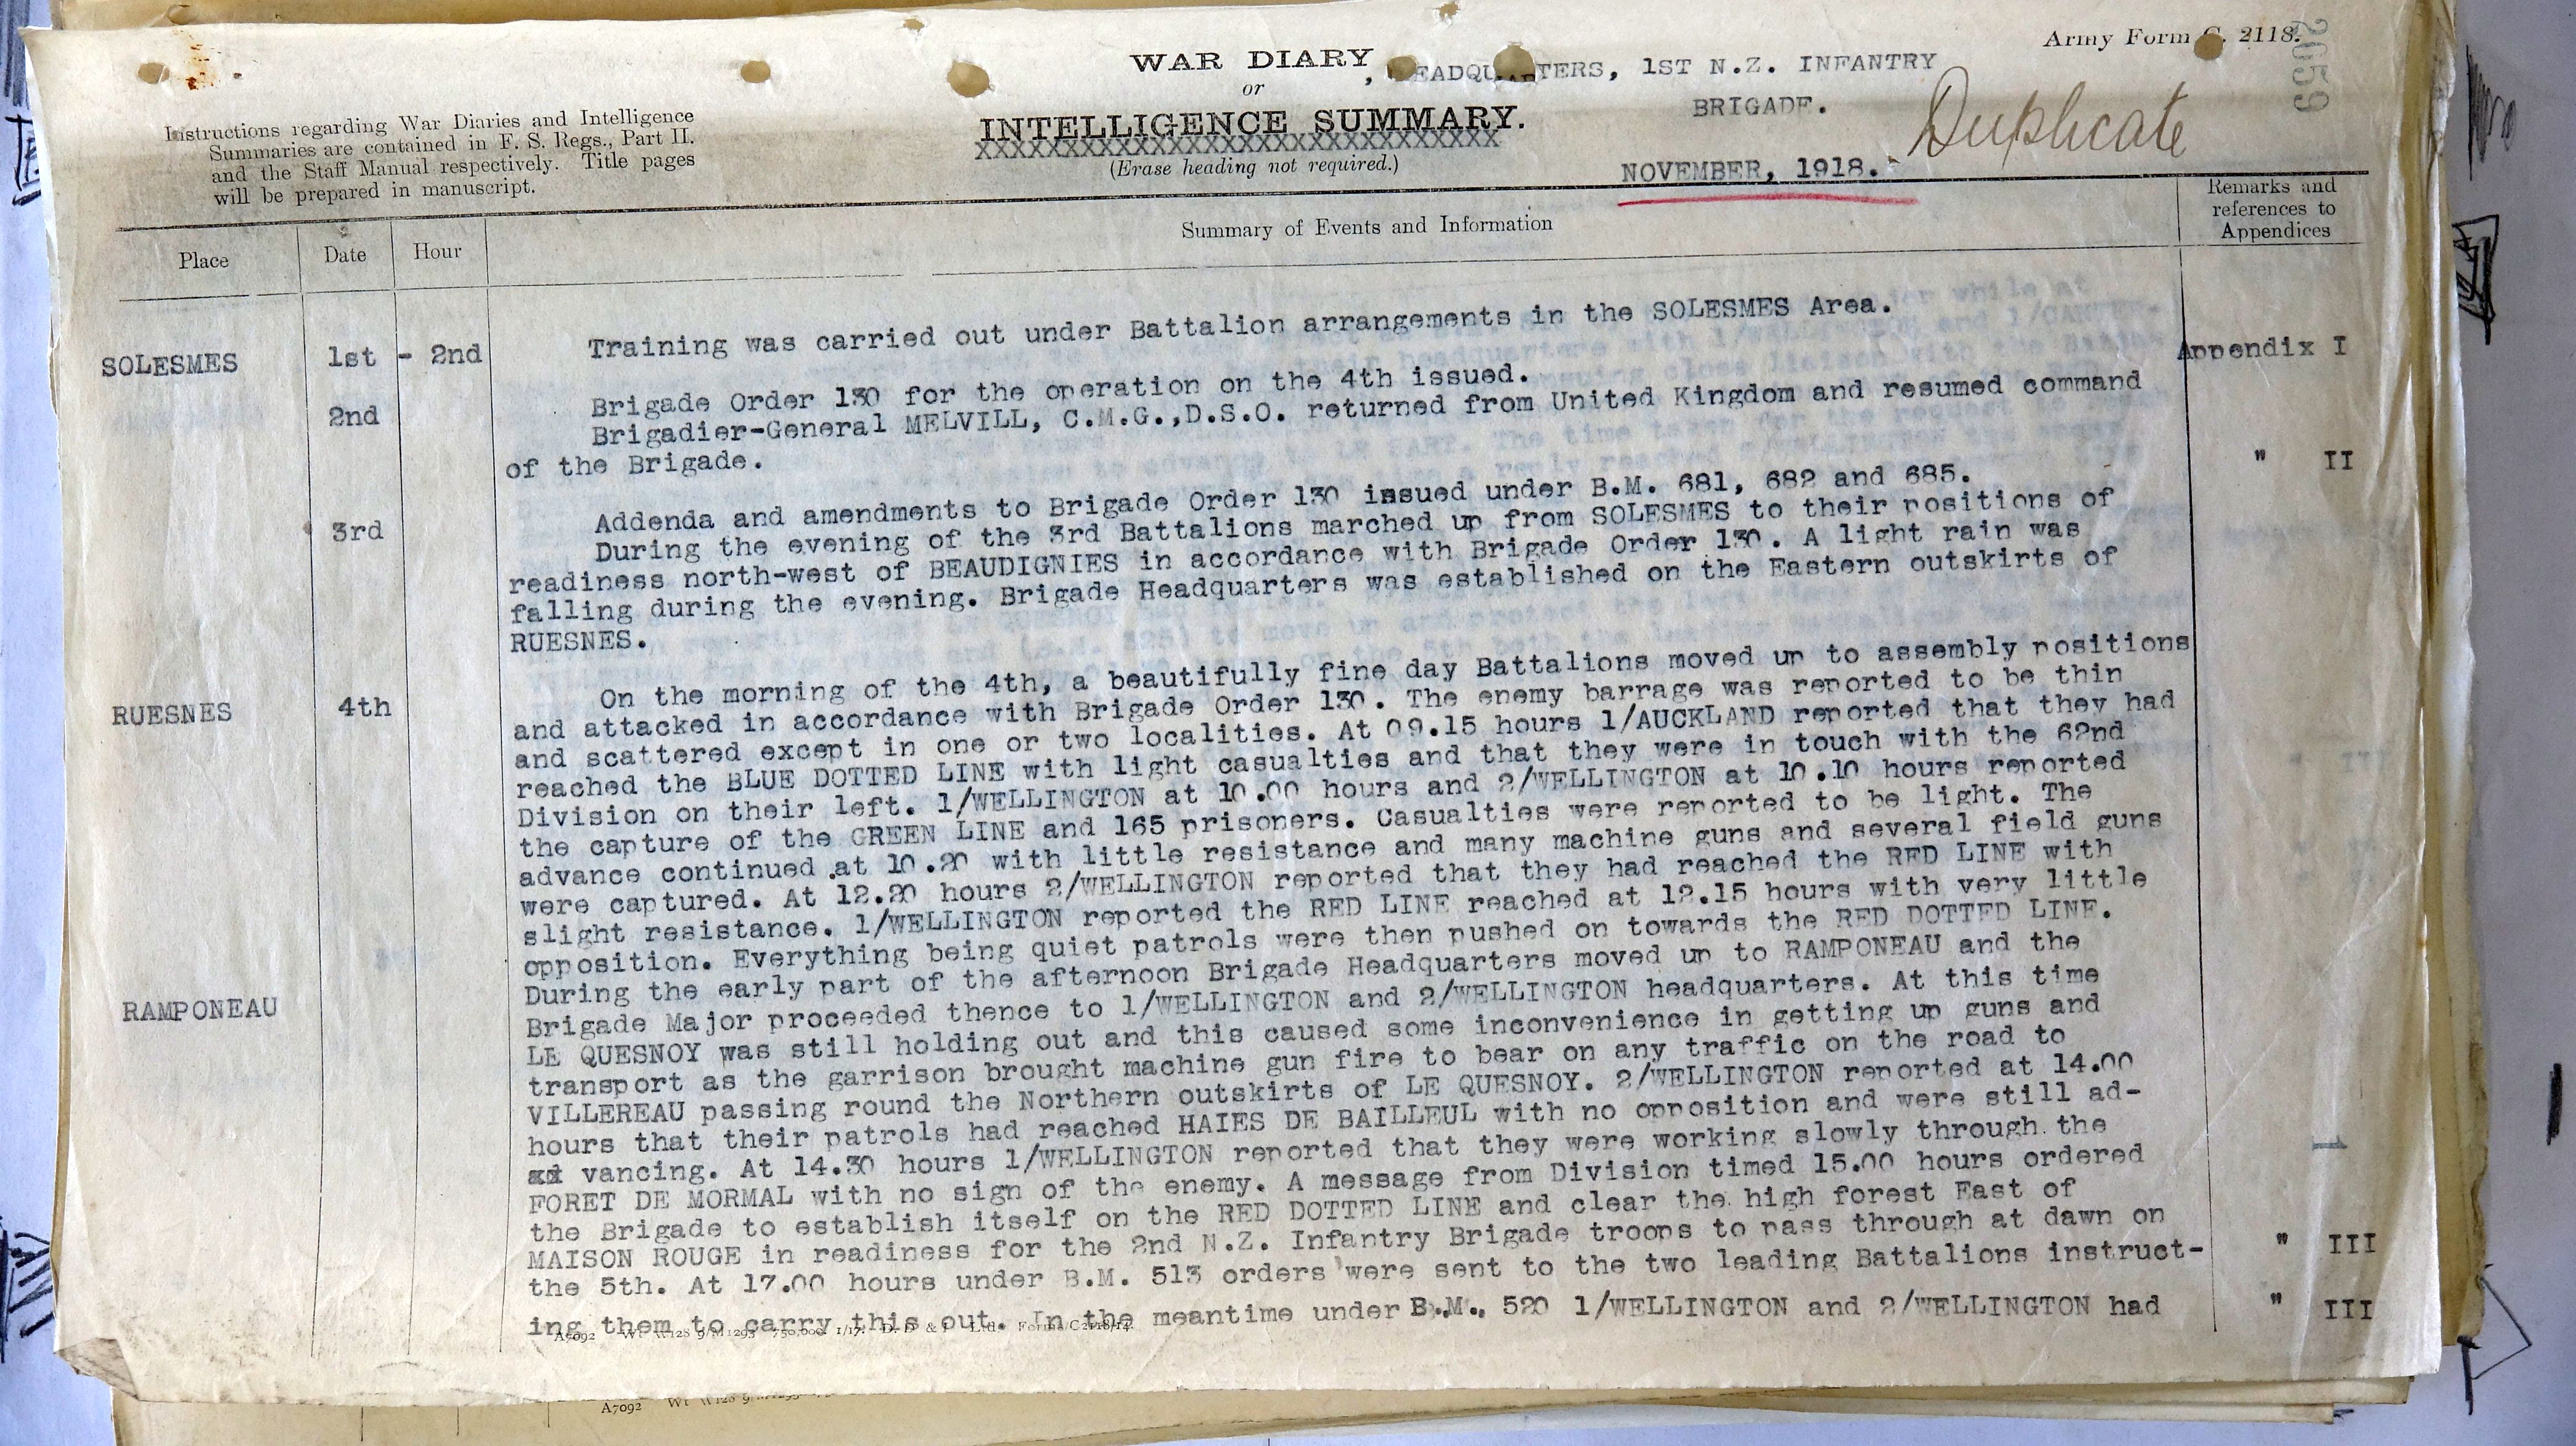 Army Form C. 2118.
2059
WAR DIARY, HEADQUARTERS, 1ST N.Z. INFANTRY
or
BRIGADE.
INTELLIGENCE SUMMARY.
XXXXXXXXXXXXXXXXXXXXXXXXXXXX
(Erase heading not required.)
NOVEMBER, 1918.
Duplicate
Instructions regarding War Diaries and Intelligence
Summaries are contained in F. S. Regs., Part II.
and the Staff Manual respectively. Title pages
will be prepared in manuscript.
Place
Date
Hour
Summary of Events and Information
Remarks and
references to
Appendices
SOLESMES 1st - 2nd Training was carried out under Battalion arrangements in the SOLESMES Area.
2nd Brigade Order 130 for the operation on the 4th issued. Appendix I
Brigadier-General MELVILL, C.M.G.,D.S.O. returned from United Kingdom and resumed command
of the Brigade.
3rd Addenda and amendments to Brigade Order 130 issued under B.M. 681, 682 and 685. " II
During the evening of the 3rd Battalions marched up from SOLESMES to their positions of
readiness north-west of BEAUDIGNIES in accordance with Brigade Order 130. A light rain was
falling during the evening. Brigade Headquarters was established on the Eastern outskirts of
RUESNES.
RUESNES 4th On the morning of the 4th, a beautifully fine day Battalions moved up to assembly positions
and attacked in accordance with Brigade Order 130. The enemy barrage was reported to be thin
and scattered except in one or two localities. At 09.15 hours 1/AUCKLAND reported that they had
reached the BLUE DOTTED LINE with light casualties and that they were in touch with the 62nd
Division on their left. 1/WELLINGTON at 10.00 hours and 2/WELLINGTON at 10.10 hours reported
the capture of the GREEN LINE and 165 prisoners. Casualties were reported to be light. The
advance continued at 10.20 with little resistance and many machine guns and several field guns
were captured. At 12.20 hours 2/WELLINGTON reported that they had reached the RED LINE with
slight resistance. 1/WELLINGTON reported the RED LINE reached at 12.15 hours with very little
opposition. Everything being quiet patrols were then pushed on towards the RED DOTTED LINE.
RAMPONEAU During the early part of the afternoon Brigade Headquarters moved up to RAMPONEAU and the
Brigade Major proceeded thence to 1/WELLINGTON and 2/WELLINGTON headquarters. At this time
LE QUESNOY was still holding out and this caused some inconvenience in getting up guns and
transport as the garrison brought machine gun fire to bear on any traffic on the road to
VILLEREAU passing round the Northern outskirts of LE QUESNOY. 2/WELLINGTON reported at 14.00
hours that their patrols had reached HAIES DE BAILLEUL with no opposition and were still ad-
vancing. At 14.30 hours 1/WELLINGTON reported that they were working slowly through the
FORET DE MORMAL with no sign of the enemy. A message from Division timed 15.00 hours ordered
the Brigade to establish itself on the RED DOTTED LINE and clear the high forest East of
MAISON ROUGE in readiness for the 2nd N.Z. Infantry Brigade troops to pass through at dawn on
the 5th. At 17.00 hours under B.M. 513 orders were sent to the two leading Battalions instruct- " III
ing them to carry this out. In the meantime under B.M. 520 1/WELLINGTON and 2/WELLINGTON had " III
1
A7092
A7092